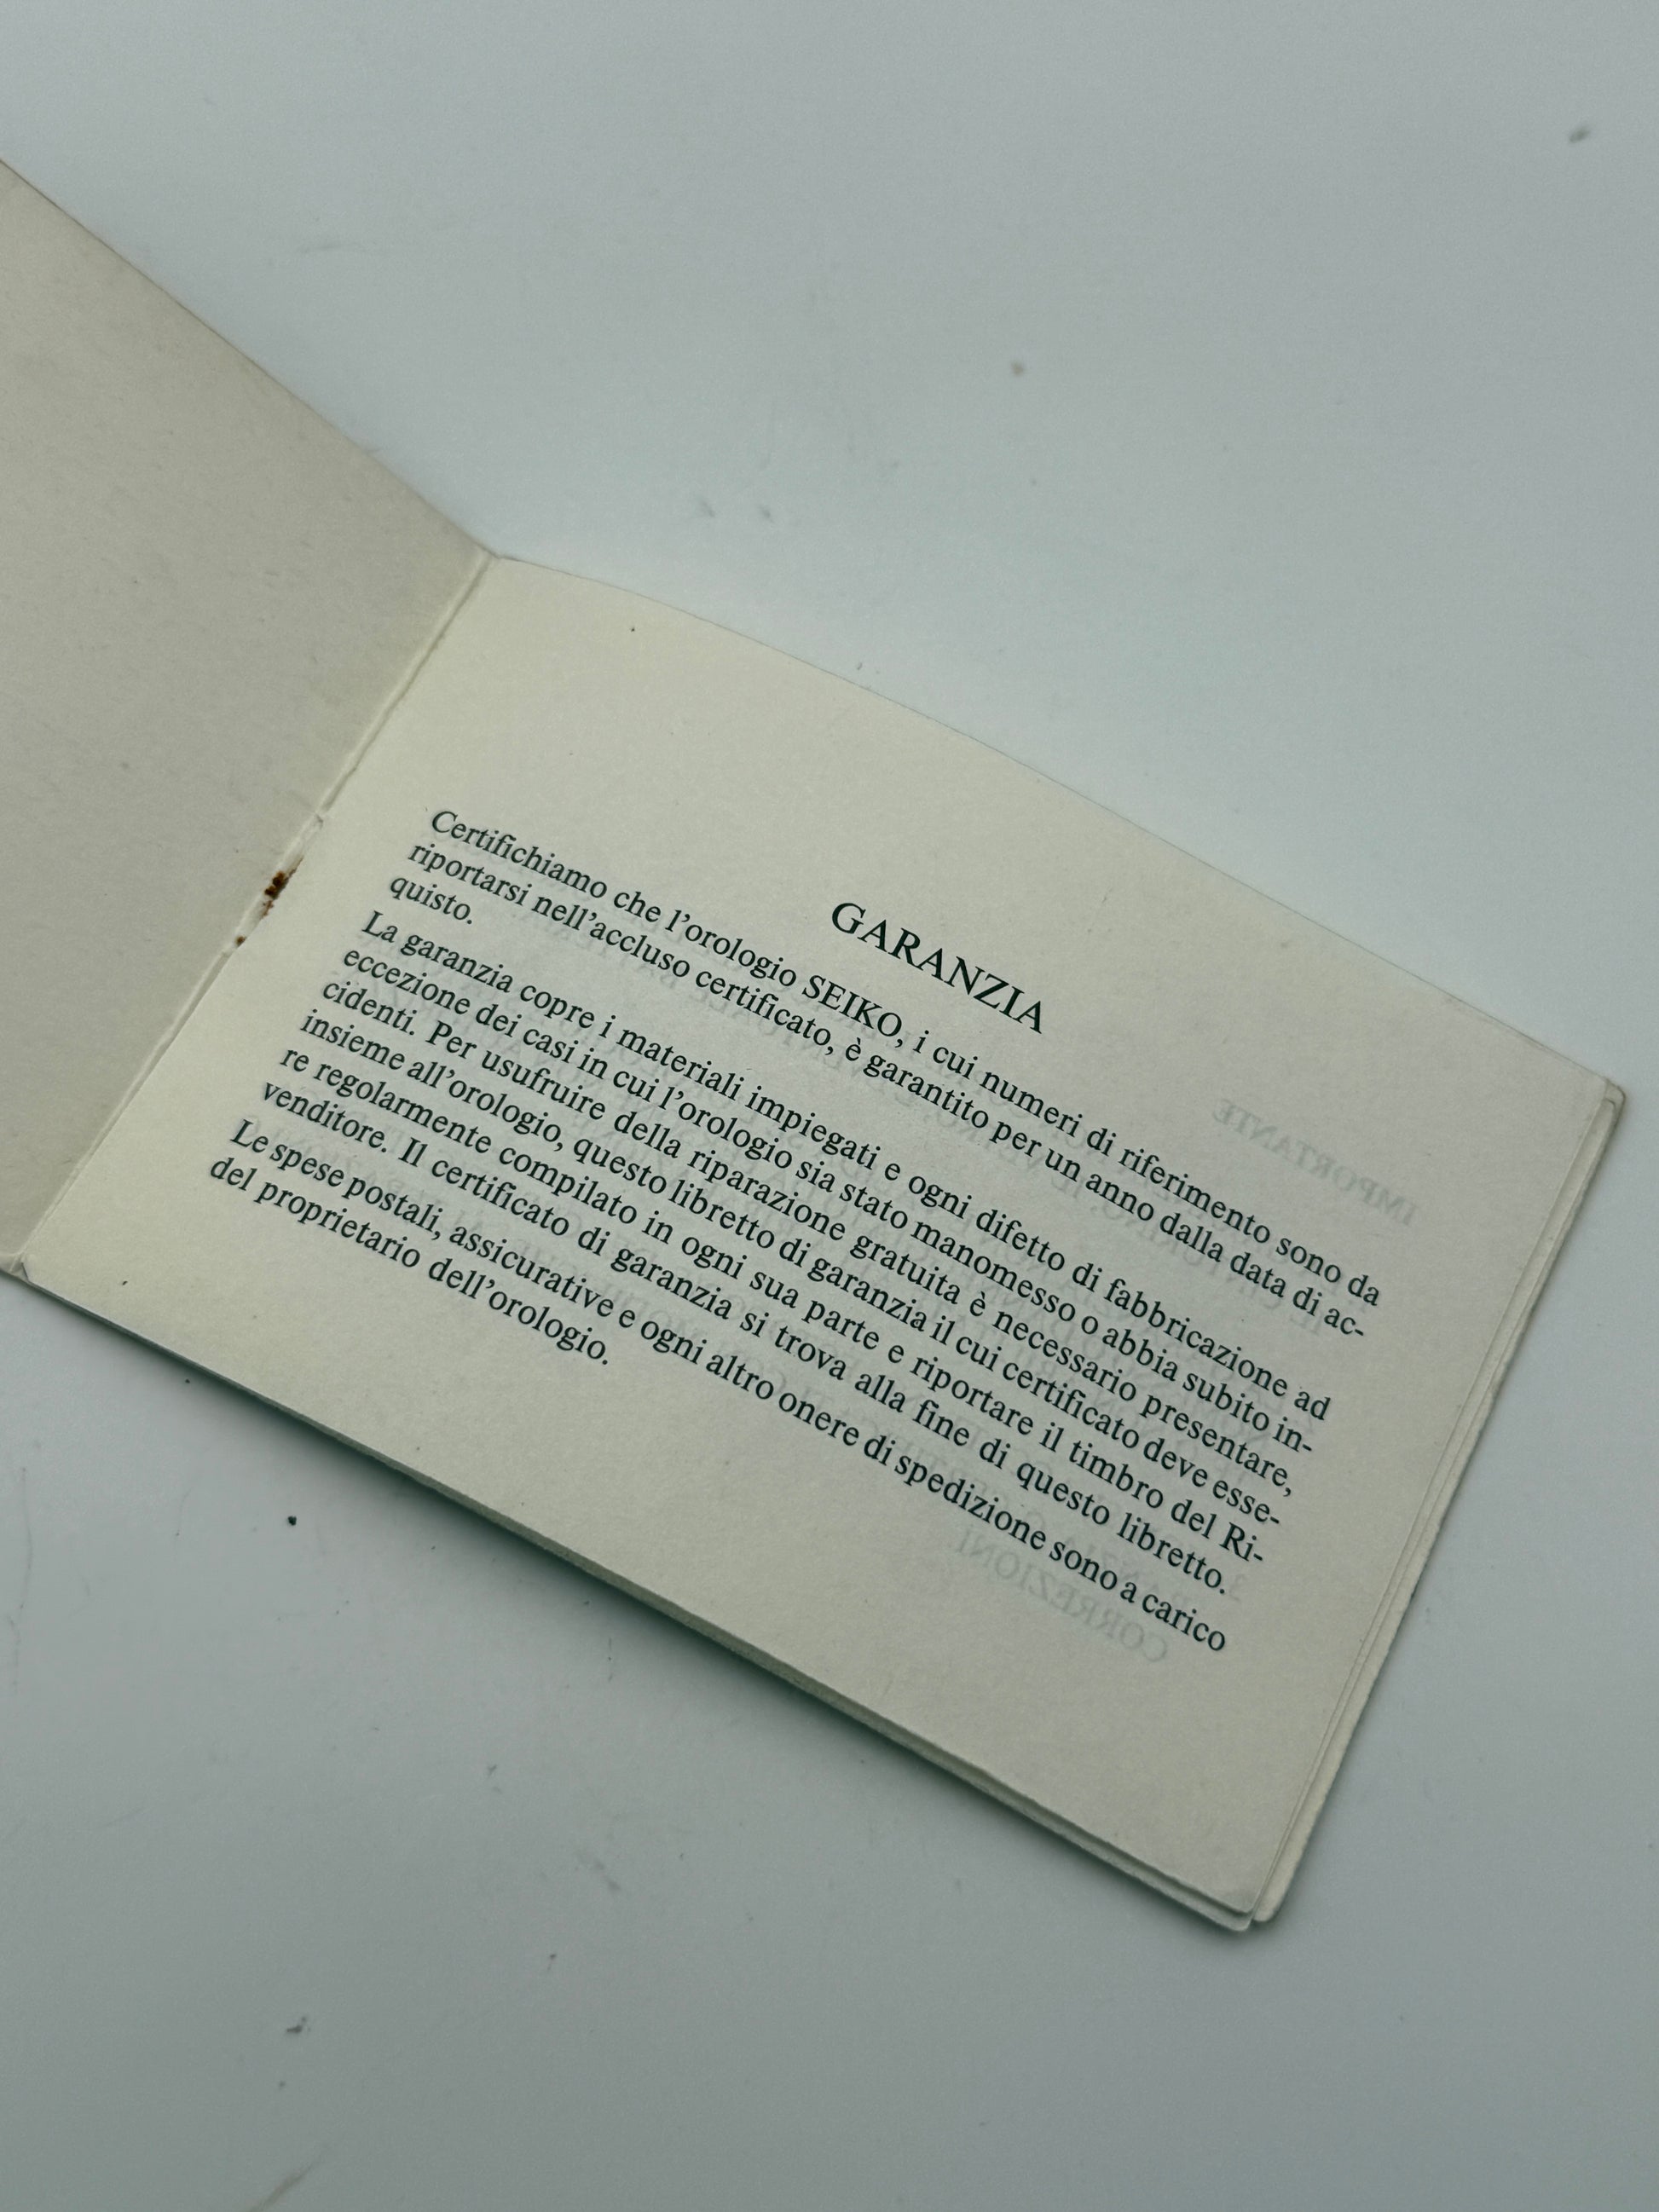 GARANZIA
Certifichiamo che l'orologio SEIKO, i cui numeri di riferimento sono da
riportarsi nell'accluso certificato, è garantito per un anno dalla data di ac-
quisto.
La garanzia copre i materiali impiegati e ogni difetto di fabbricazione ad
eccezione dei casi in cui l'orologio sia stato manomesso o abbia subito in-
cidenti. Per usufruire della riparazione gratuita è necessario presentare,
insieme all'orologio, questo libretto di garanzia il cui certificato deve esse-
re regolarmente compilato in ogni sua parte e riportare il timbro del Ri-
venditore. Il certificato di garanzia si trova alla fine di questo libretto.
Le spese postali, assicurative e ogni altro onere di spedizione sono a carico
del proprietario dell'orologio.
IMPORTANTE
CORREZIONI